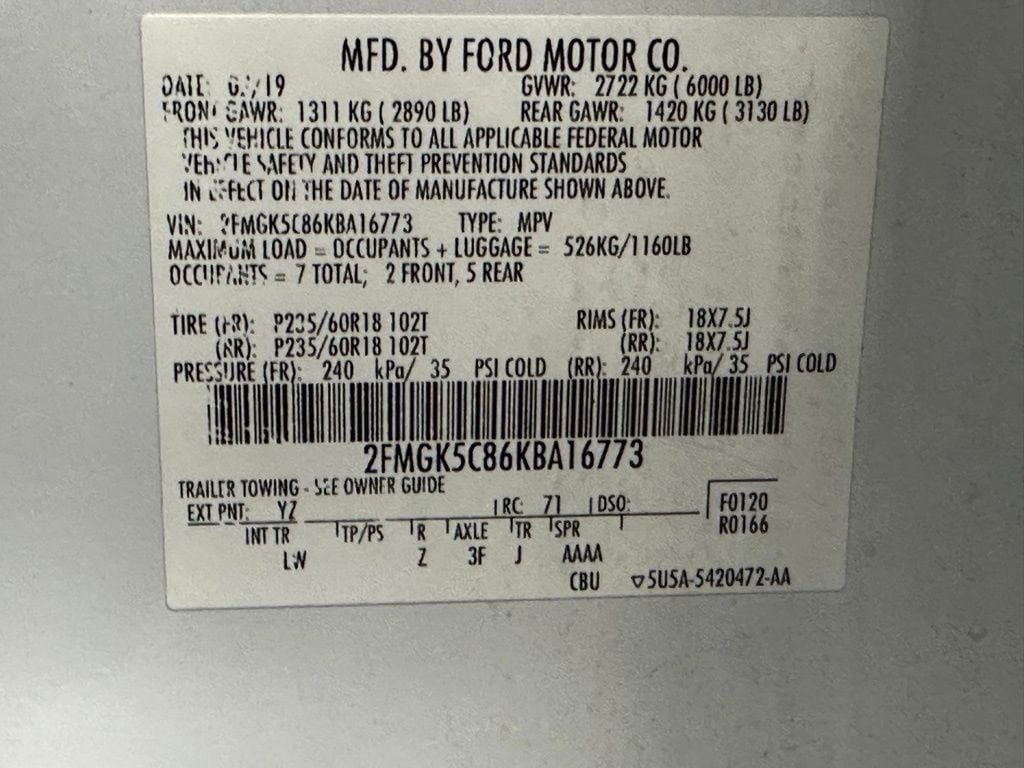 MFD. BY FORD MOTOR CO.
DATE: /19 GVWR: 2722 KG ( 6000 LB)
FRONT GAWR: 1311 KG ( 2890 LB) REAR GAWR: 1420 KG ( 3130 LB)
THIS VEHICLE CONFORMS TO ALL APPLICABLE FEDERAL MOTOR
VEHICLE SAFETY AND THEFT PREVENTION STANDARDS
IN EFFECT ON THE DATE OF MANUFACTURE SHOWN ABOVE.
VIN: 2FMGK5C86KBA16773 TYPE: MPV
MAXIMUM LOAD = OCCUPANTS + LUGGAGE = 526KG/1160LB
OCCUPANTS = 7 TOTAL; 2 FRONT, 5 REAR
TIRE (FR): P235/60R18 102T RIMS (FR): 18X7.5J
(RR): P235/60R18 102T (RR): 18X7.5J
PRESSURE (FR): 240 kPa/ 35 PSI COLD (RR): 240 kPa/ 35 PSI COLD
2FMGK5C86KBA16773
TRAILER TOWING - SEE OWNER GUIDE
EXT PNT: YZ RC: 71 DSO: F0120
INT TR TP/PS R AXLE TR SPR R0166
LW Z 3F J AAAA
CBU ▽5U5A-5420472-AA